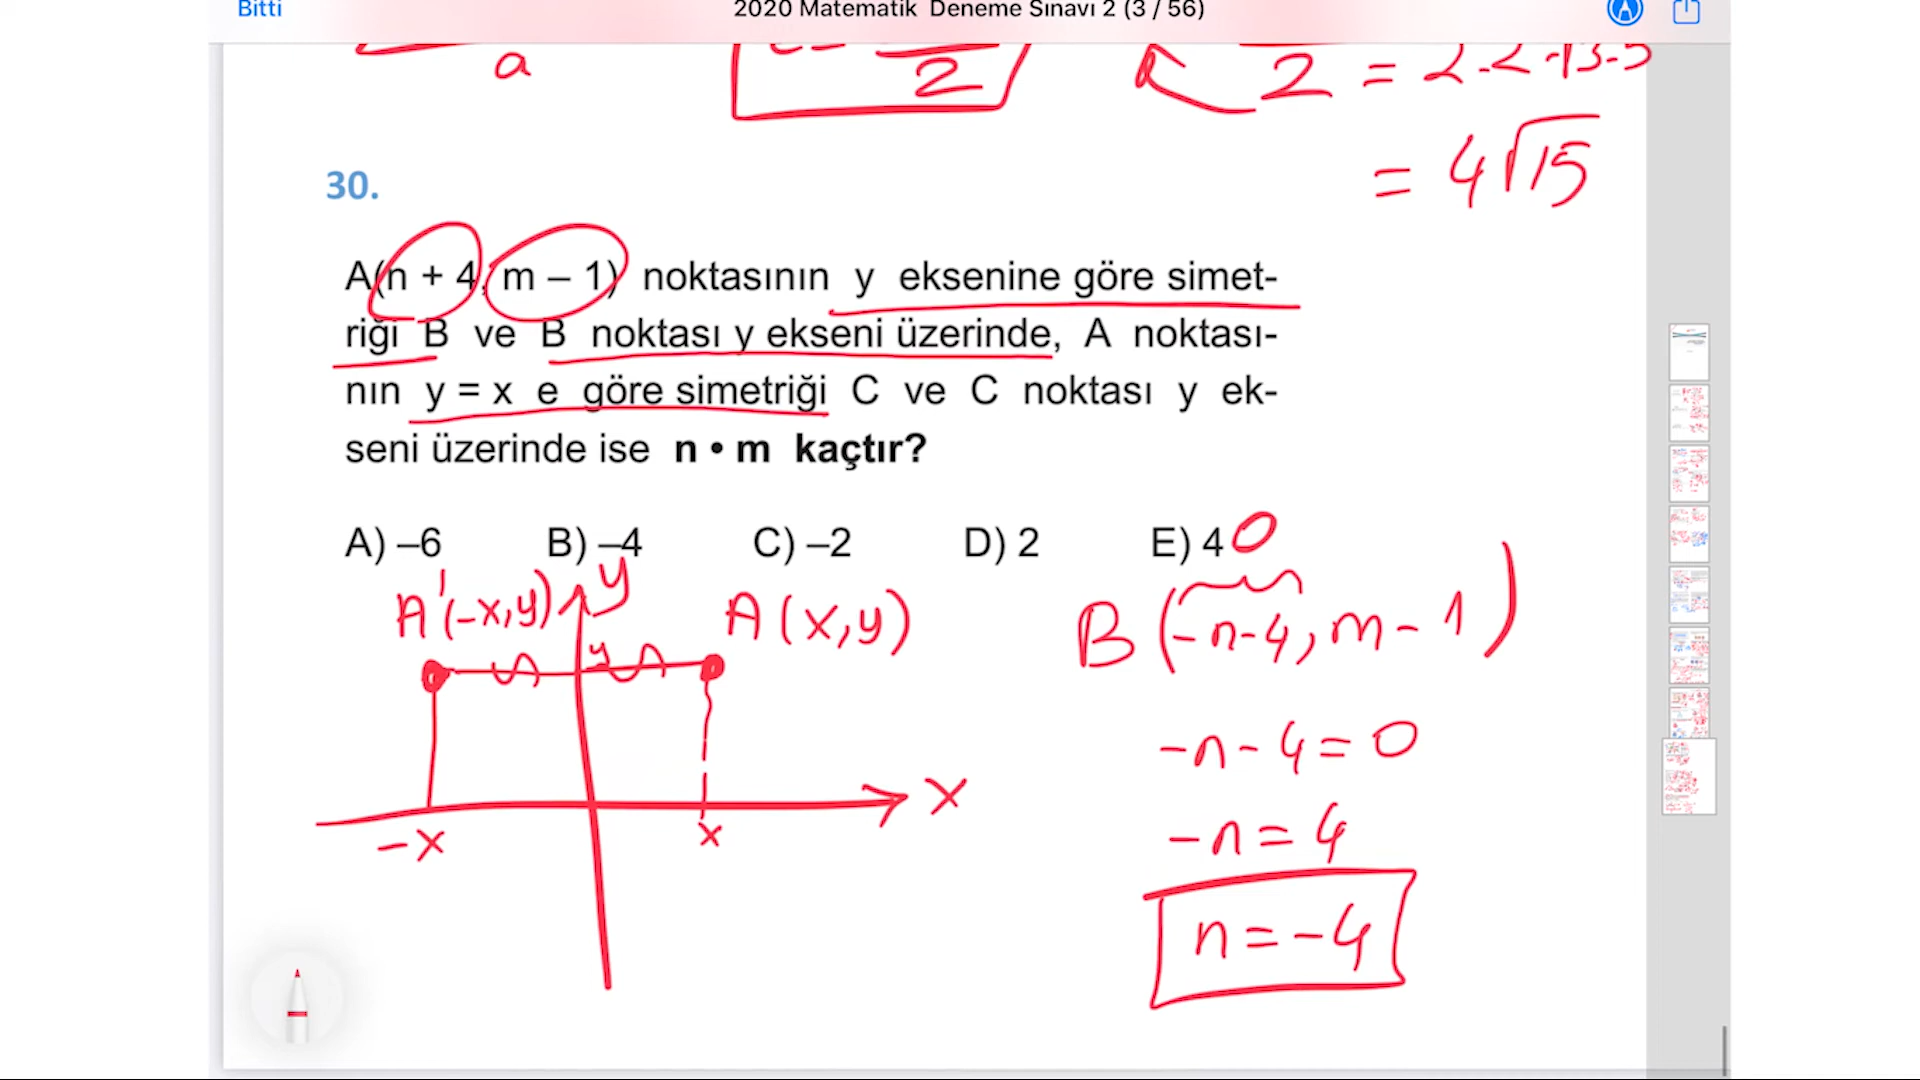 Bitti
2020 Matematik Deneme Sınavı 2 (3 / 56)
a
2
2 = 2-2-
= 4√15
30.
A(n + 4, m – 1) noktasının y eksenine göre simet-
riği B ve B noktası y ekseni üzerinde, A noktası-
nın y = x e göre simetriği C ve C noktası y ek-
seni üzerinde ise n • m kaçtır?
A) –6 B) –4 C) –2 D) 2 E) 4
0
A'(-x,y) y A(x,y)
B(-n-4, m-1)
y
-n-4=0
x
-x x
-n=4
n=-4